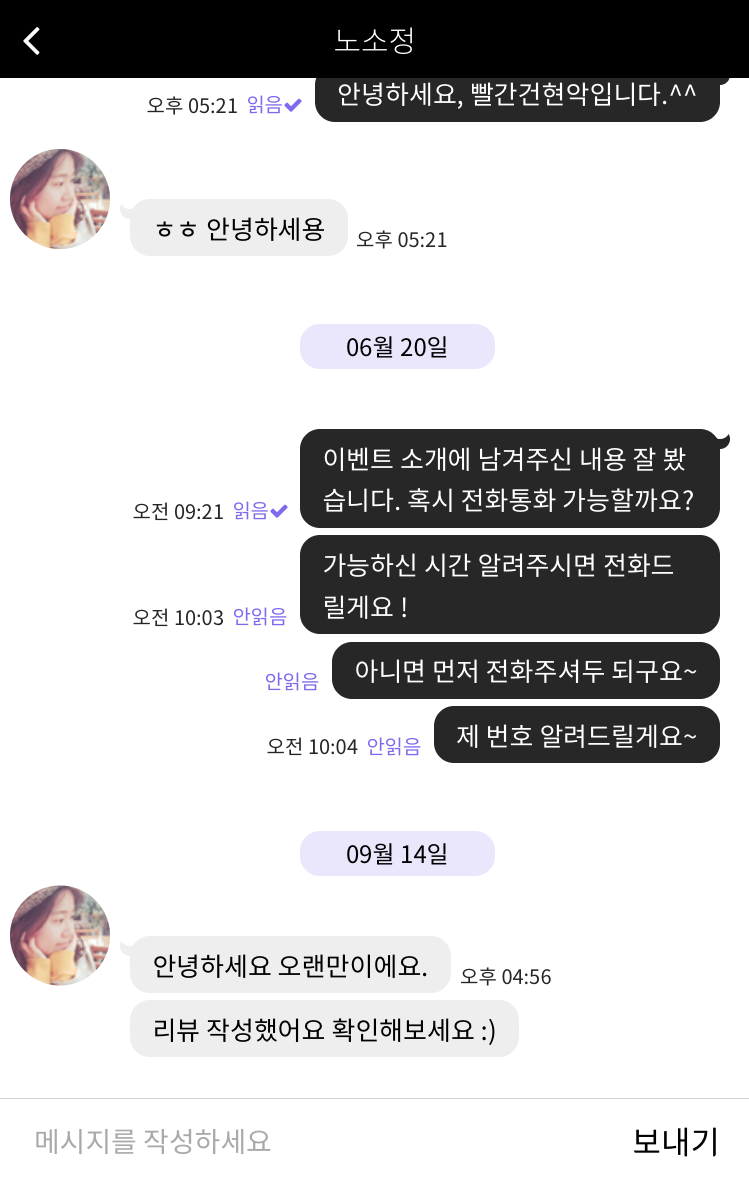 노소정
안녕하세요, 빨간건현악입니다.^^
오후 05:21 읽음
ㅎㅎ 안녕하세용
오후 05:21
06월 20일
이벤트 소개에 남겨주신 내용 잘 봤
습니다. 혹시 전화통화 가능할까요?
오전 09:21 읽음
가능하신 시간 알려주시면 전화드
릴게요 !
오전 10:03 안읽음
아니면 먼저 전화주셔두 되구요~
안읽음
제 번호 알려드릴게요~
오전 10:04 안읽음
09월 14일
안녕하세요 오랜만이에요.
오후 04:56
리뷰 작성했어요 확인해보세요 :)
메시지를 작성하세요
보내기